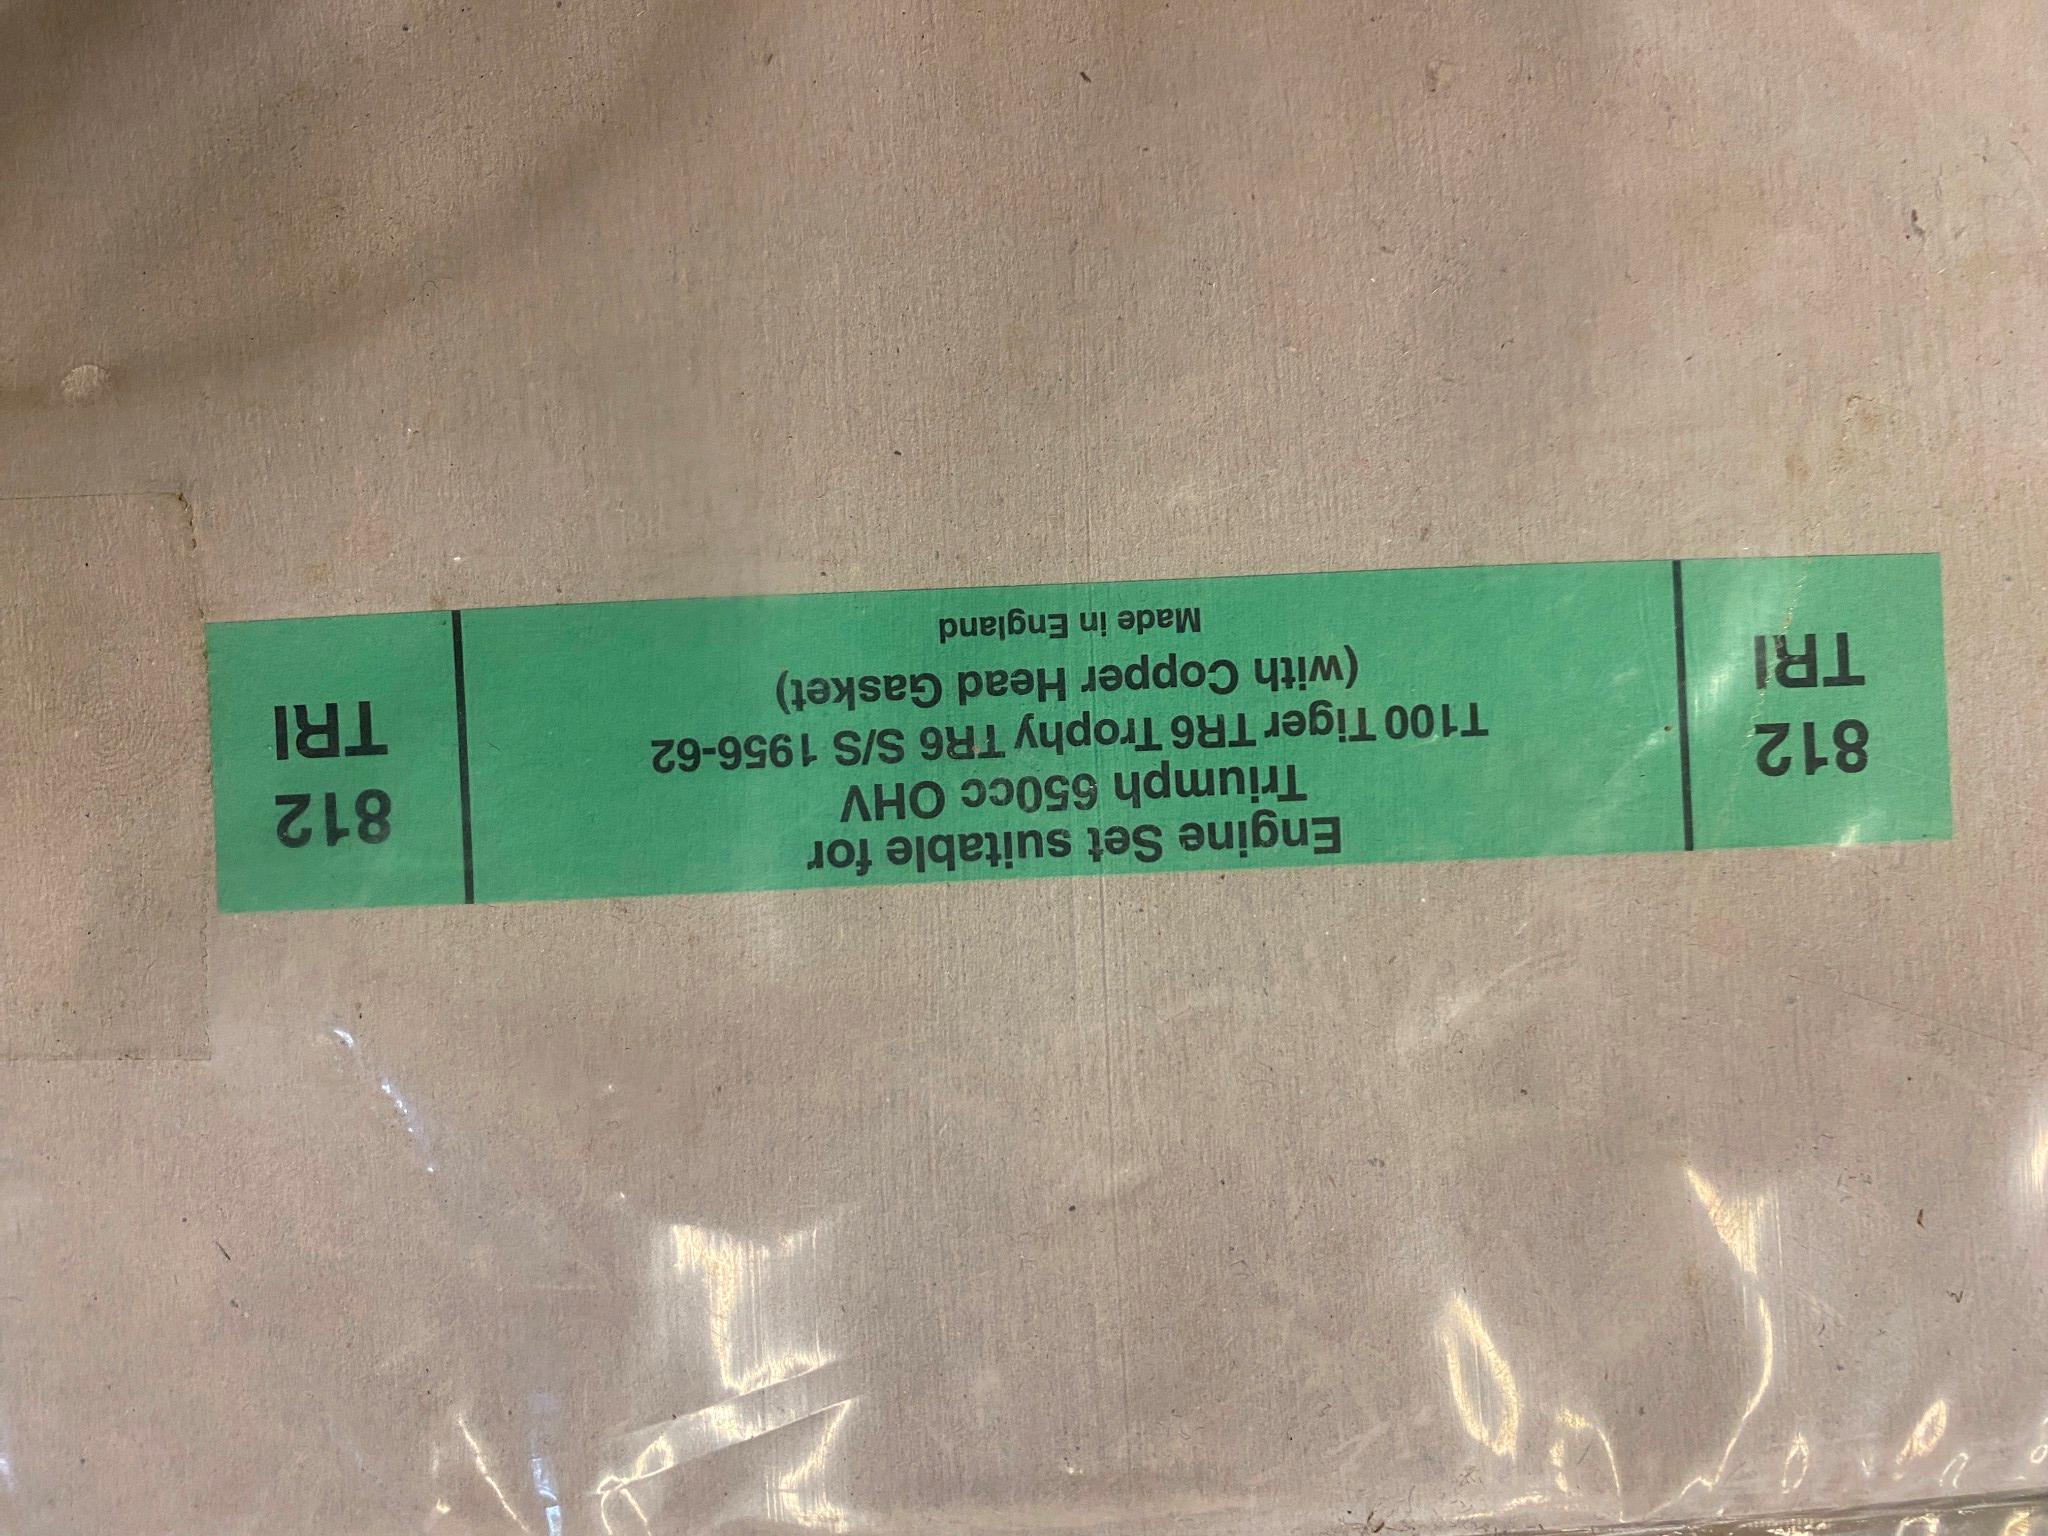 812
TRI
Engine Set suitable for
Triumph 650cc OHV
T100 Tiger TR6 Trophy TR6 S/S 1956-62
(with Copper Head Gasket)
Made in England
812
TRI